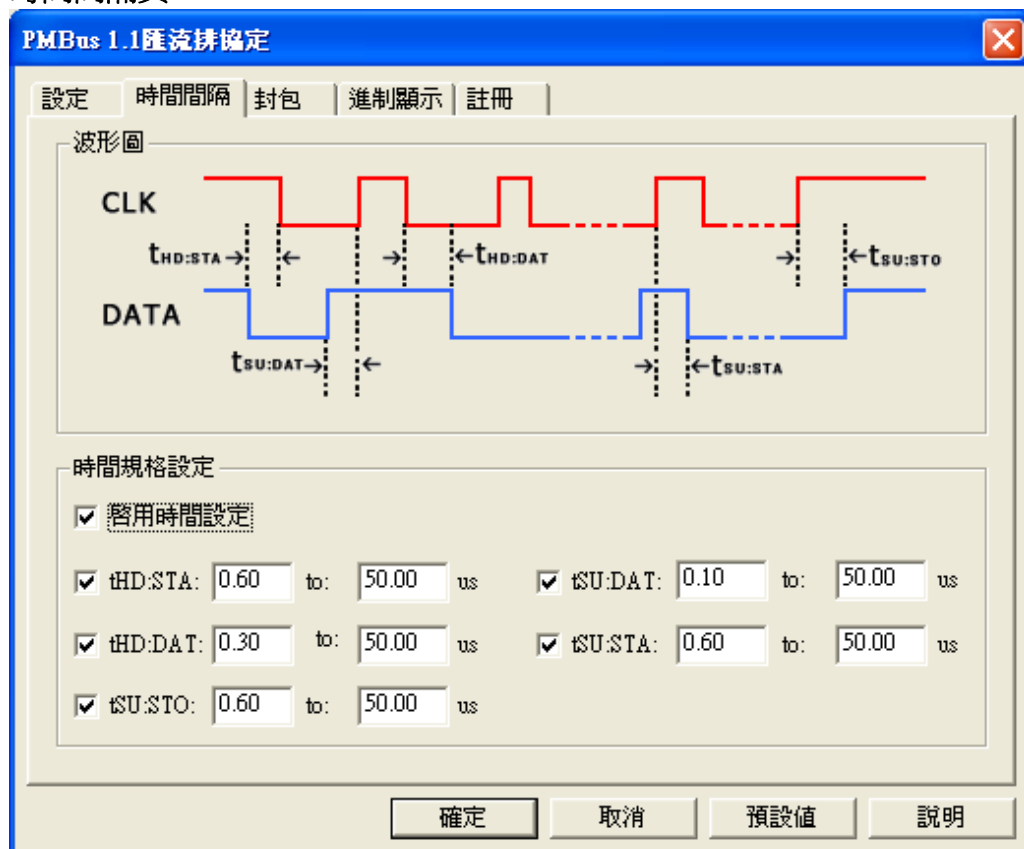 PMBus 1.1匯流排協定
設定 時間間隔 封包 進制顯示 註冊
波形圖
CLK
tHD:STA tHD:DAT tSU:STO
DATA
tSU:DAT tSU:STA
時間規格設定
啓用時間設定
tHD:STA: 0.60 to: 50.00 us tSU:DAT: 0.10 to: 50.00 us
tHD:DAT: 0.30 to: 50.00 us tSU:STA: 0.60 to: 50.00 us
tSU:STO: 0.60 to: 50.00 us
確定 取消 預設值 說明